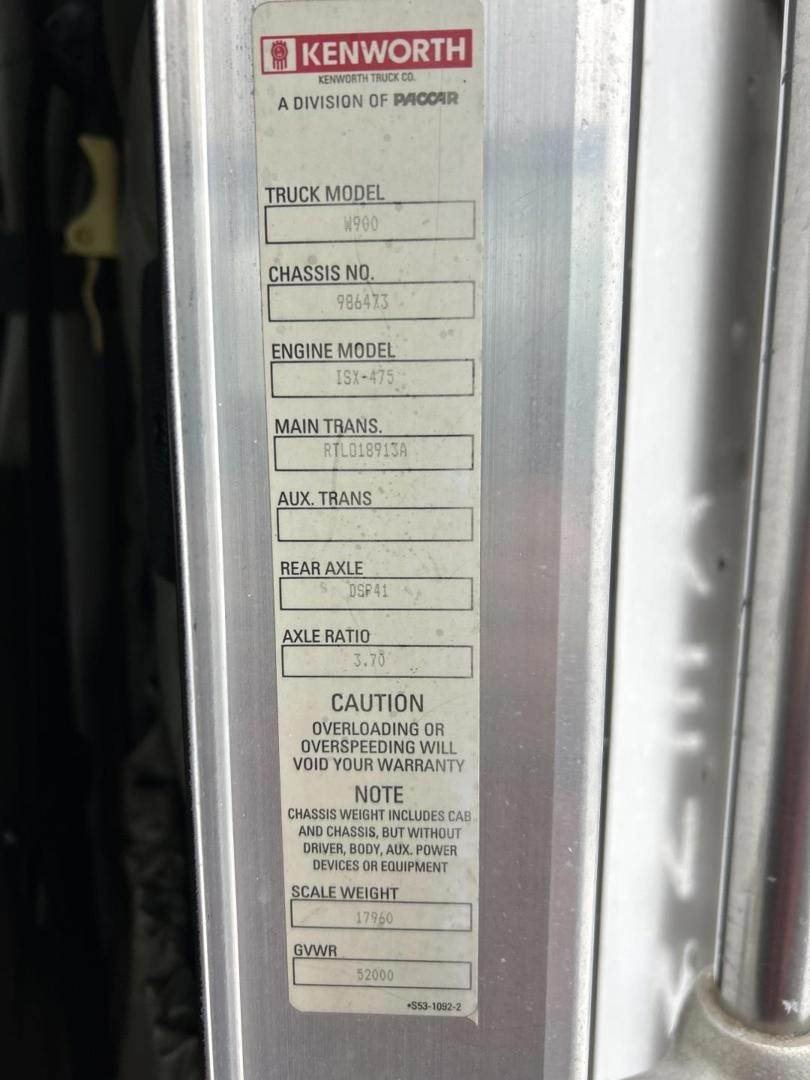 KENWORTH
KENWORTH TRUCK CO.
A DIVISION OF PACCAR
TRUCK MODEL
W900
CHASSIS NO.
986473
ENGINE MODEL
ISX-475
MAIN TRANS.
RTLO18913A
AUX. TRANS
REAR AXLE
DSP41
AXLE RATIO
3.70
CAUTION
OVERLOADING OR
OVERSPEEDING WILL
VOID YOUR WARRANTY
NOTE
CHASSIS WEIGHT INCLUDES CAB
AND CHASSIS, BUT WITHOUT
DRIVER, BODY, AUX. POWER
DEVICES OR EQUIPMENT
SCALE WEIGHT
17960
GVWR
52000
*S53-1092-2